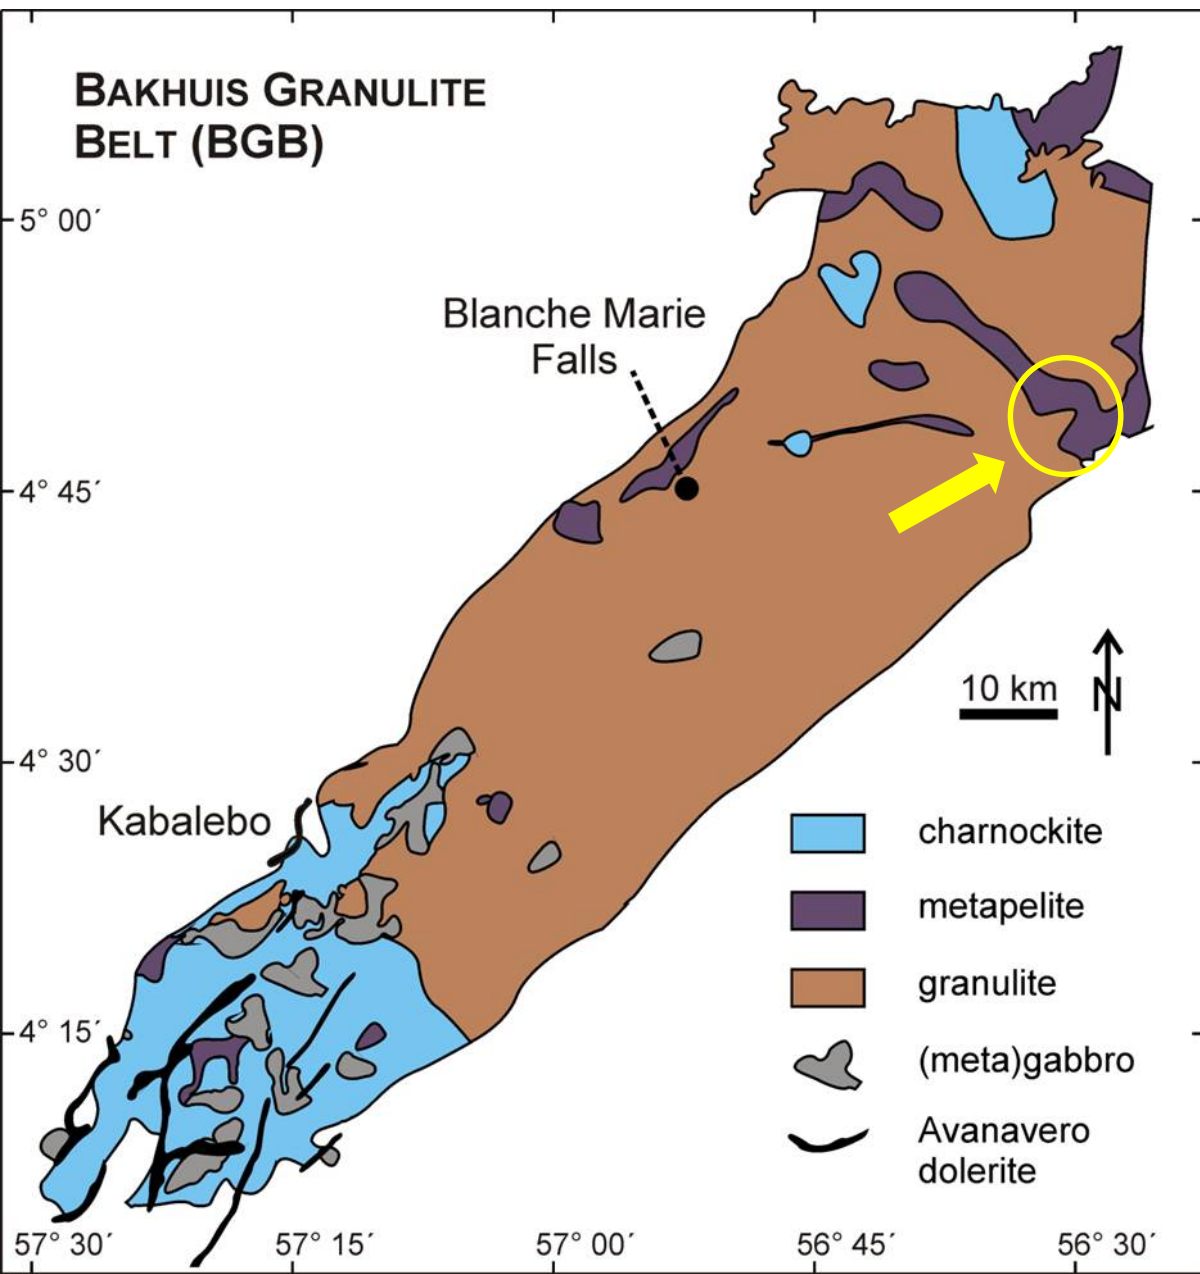 BAKHUIS GRANULITE
BELT (BGB)
5° 00´
Blanche Marie
Falls
4° 45´
10 km
N
4° 30´
Kabalebo
charnockite
metapelite
granulite
4° 15´
(meta)gabbro
Avanavero
dolerite
57° 30´
57° 15´
57° 00´
56° 45´
56° 30´